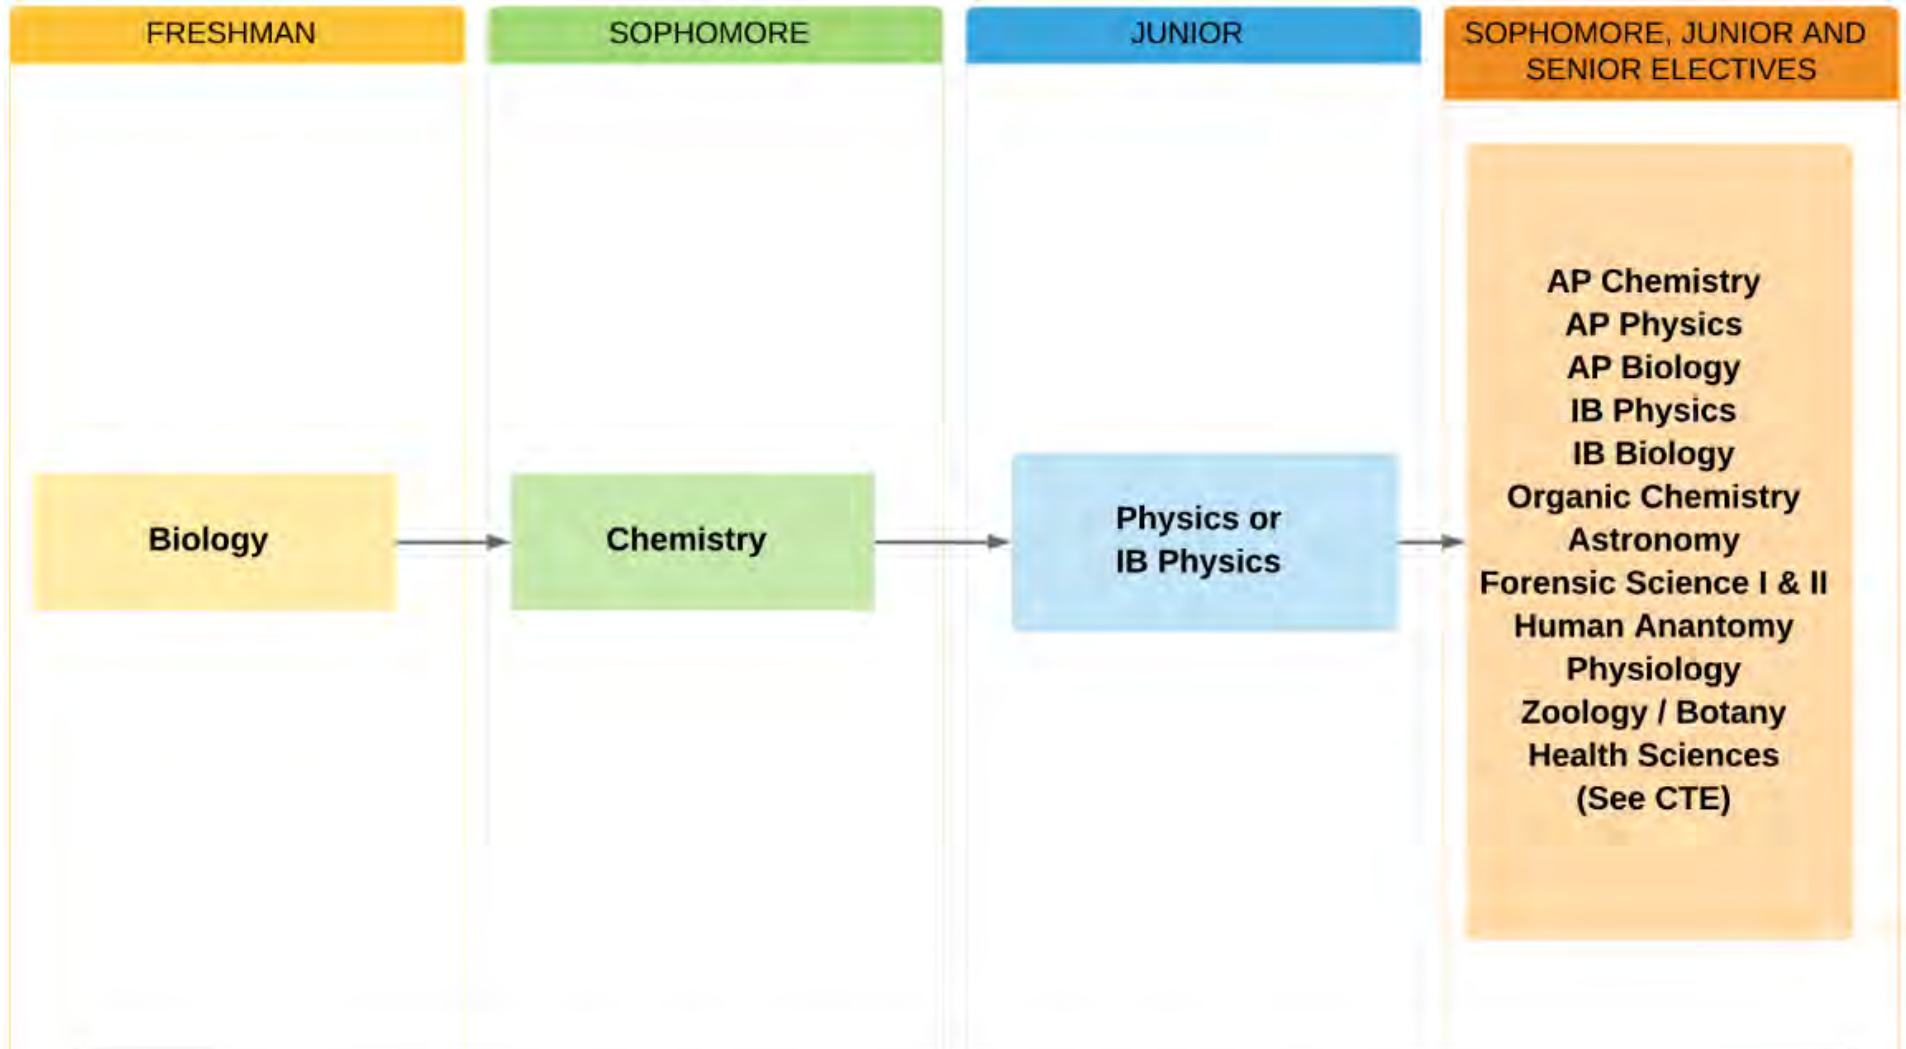 FRESHMAN
SOPHOMORE
JUNIOR
SOPHOMORE, JUNIOR AND
SENIOR ELECTIVES
Biology
Chemistry
Physics or
IB Physics
AP Chemistry
AP Physics
AP Biology
IB Physics
IB Biology
Organic Chemistry
Astronomy
Forensic Science I & II
Human Anantomy
Physiology
Zoology / Botany
Health Sciences
(See CTE)